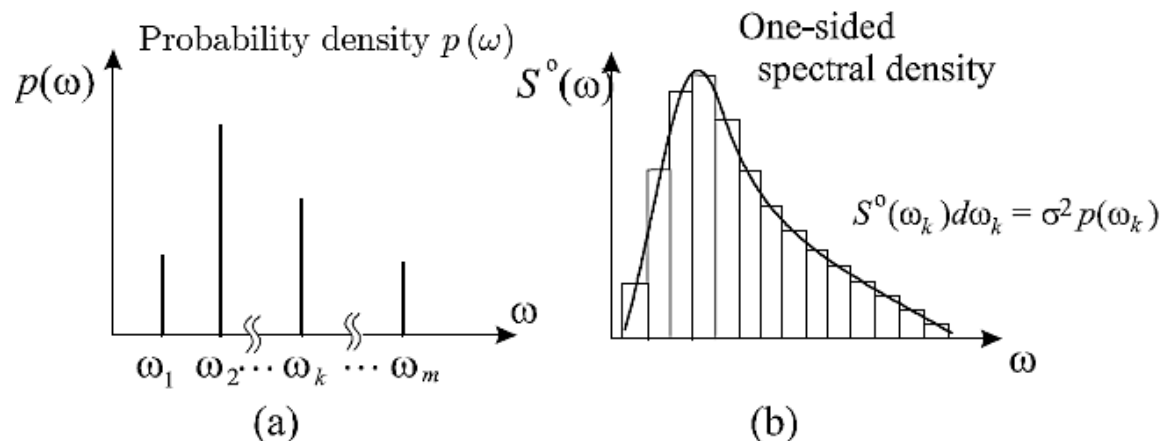 Probability density p (ω)
p(ω)
ω
ω₁ ω₂ ⋯ ωₖ ⋯ ωₘ
(a)
One-sided
spectral density
S°(ω)
S°(ωₖ)dωₖ = σ² p(ωₖ)
ω
(b)